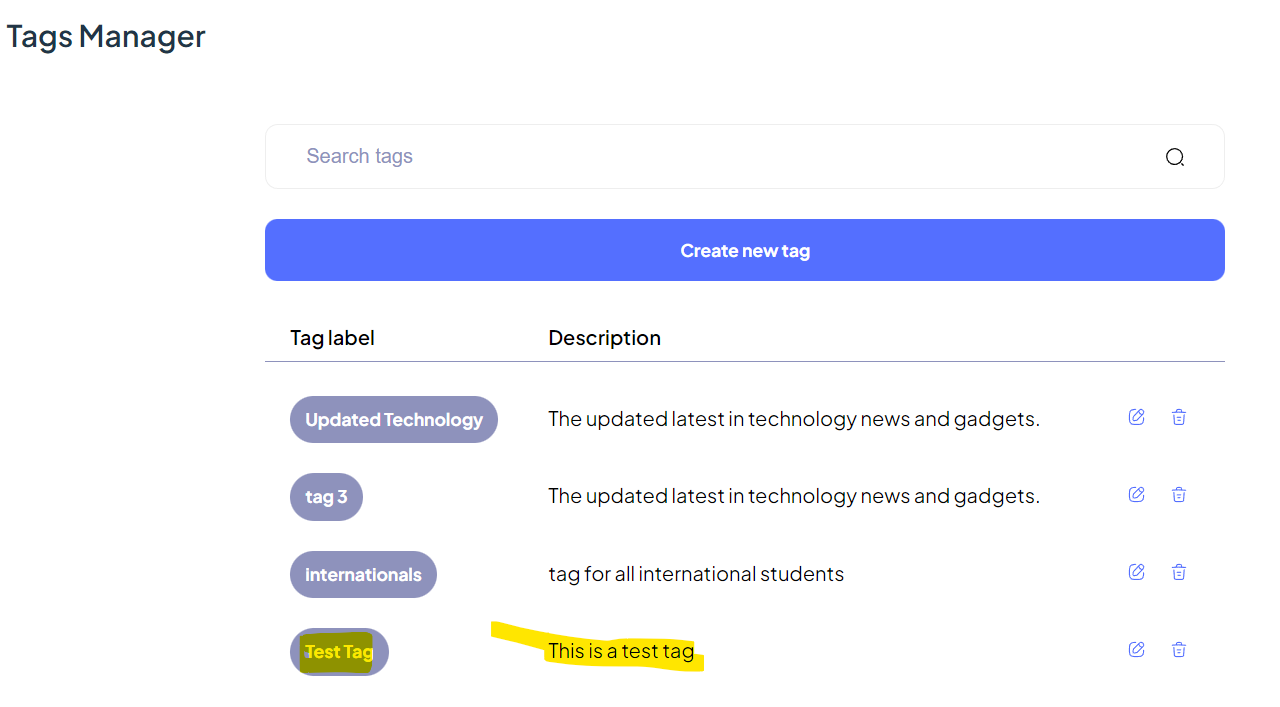 Tags Manager
Search tags
Create new tag
Tag label Description
Updated Technology The updated latest in technology news and gadgets.
tag 3 The updated latest in technology news and gadgets.
internationals tag for all international students
Test Tag This is a test tag